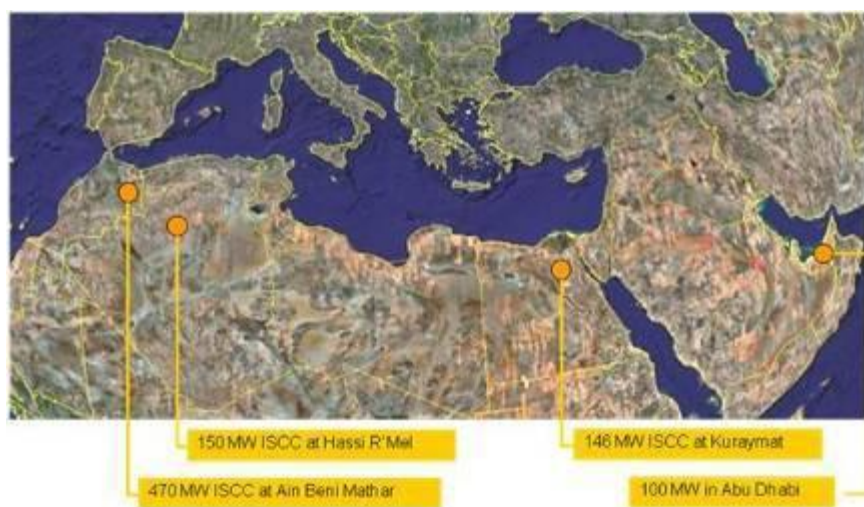 150 MW ISCC at Hassi R'Mel
146 MW ISCC at Kuraymat
470 MW ISCC at Ain Beni Mathar
100 MW in Abu Dhabi